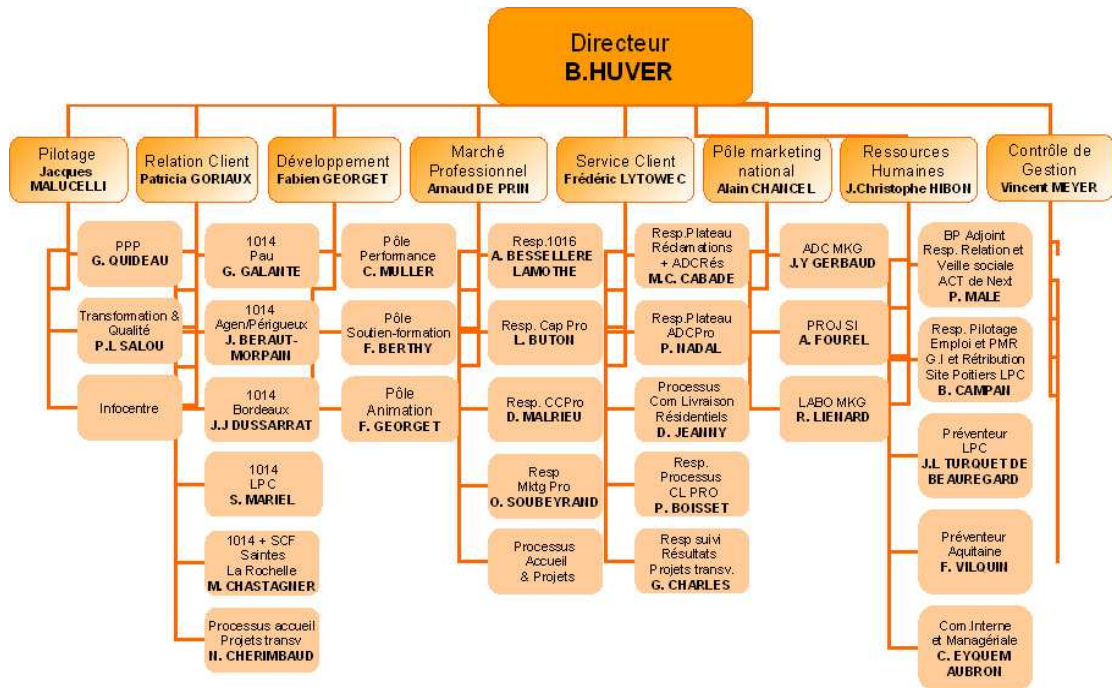 Directeur
B.HUVER
Pilotage
Jacques
MALUCELLI
Relation Client
Patricia GORIAUX
Développement
Fabien GEORGET
Marché
Professionnel
Arnaud DE PRIN
Service Client
Frédéric LYTOWEC
Pôle marketing
national
Alain CHANCEL
Ressources
Humaines
J.Christophe HIBON
Contrôle de
Gestion
Vincent MEYER
PPP
G. QUIDEAU
Transformation &
Qualité
P.L SALOU
Infocentre
1014
Pau
G. GALANTE
1014
Agen/Périgueux
J. BERAUT-
MORPAIN
1014
Bordeaux
J.J DUSSARRAT
1014
LPC
S. MARIEL
1014 + SCF
Saintes
La Rochelle
M. CHASTAGNER
Processus accueil
Projets transv
N. CHERIMBAUD
Pôle
Performance
C. MULLER
Pôle
Soutien-formation
F. BERTHY
Pôle
Animation
F. GEORGET
Resp.1016
A. BESSELLERE
LAMOTHE
Resp. Cap Pro
L. BUTON
Resp. CCPro
D. MALRIEU
Resp
Mktg Pro
O. SOUBEYRAND
Processus
Accueil
& Projets
Resp.Plateau
Réclamations
+ ADCRés
M.C. CABADE
Resp.Plateau
ADCPro
P. NADAL
Processus
Com Livraison
Résidentiels
D. JEANNY
Resp.
Processus
CL PRO
P. BOISSET
Resp suivi
Résultats
Projets transv.
G. CHARLES
ADC MKG
J.Y GERBAUD
PROJ SI
A. FOUREL
LABO MKG
R. LIENARD
BP Adjoint
Resp. Relation et
Veille sociale
ACT de Next
P. MALE
Resp. Pilotage
Emploi et PMR
G.I et Rétribution
Site Poitiers LPC
B. CAMPAN
Préventeur
LPC
J.L TURQUET DE
BEAUREGARD
Préventeur
Aquitaine
F. VILQUIN
Com.Interne
et Managériale
C. EYQUEM
AUBRON